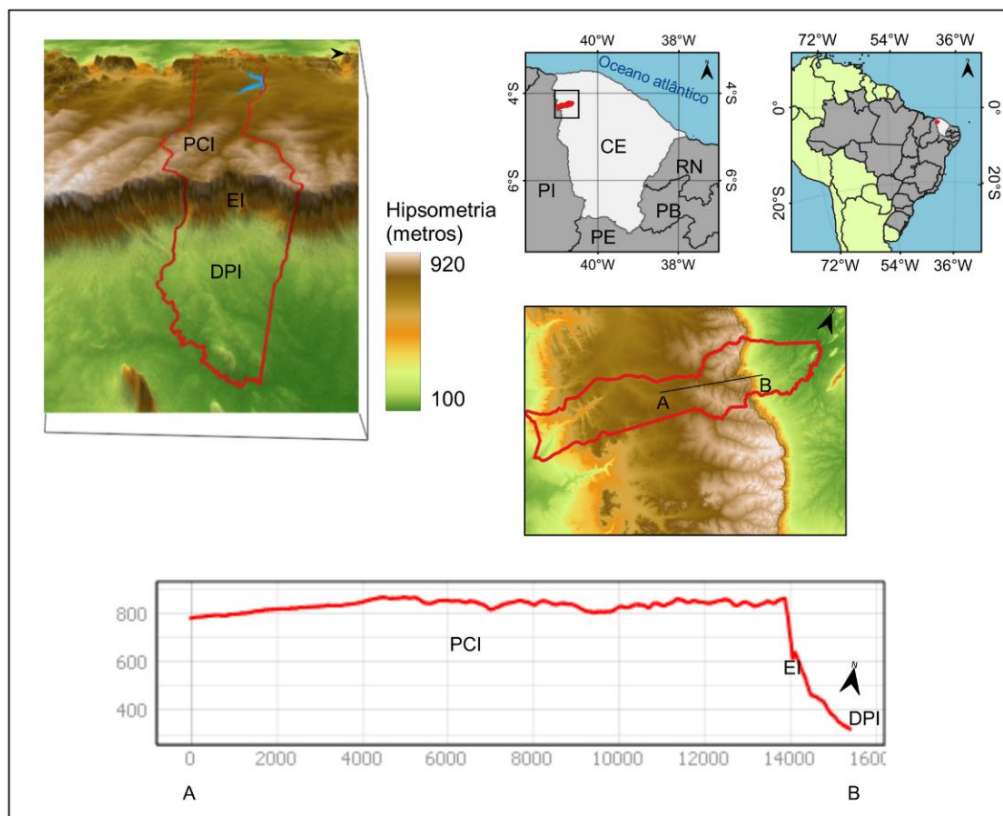 PCI
EI
DPI
Hipsometria
(metros)
920
100
40°W 38°W
Oceano atlântico
4°S 4°S
CE
RN
6°S 6°S
PI
PB
PE
40°W 38°W
72°W 54°W 36°W
0° 0°
20°S 20°S
72°W 54°W 36°W
N
A
B
800
600
400
PCI
EI
N
DPI
0 2000 4000 6000 8000 10000 12000 14000 1600
A B